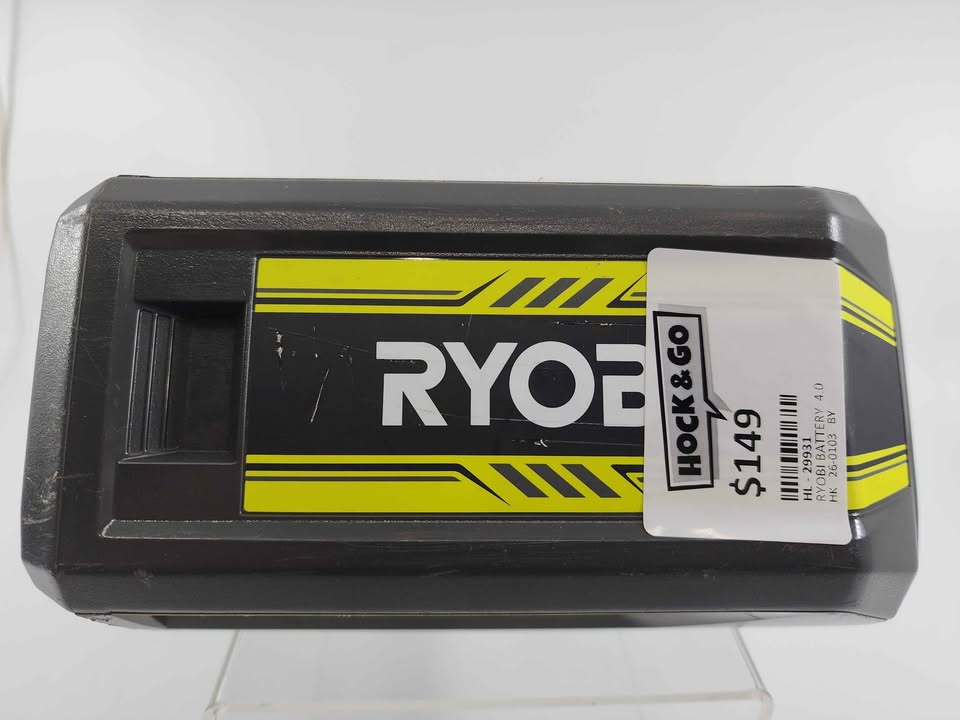 RYOB
HOCK & GO
$149
HL - 29931
RYOBI BATTERY 4.0
HK 26-0103 BY